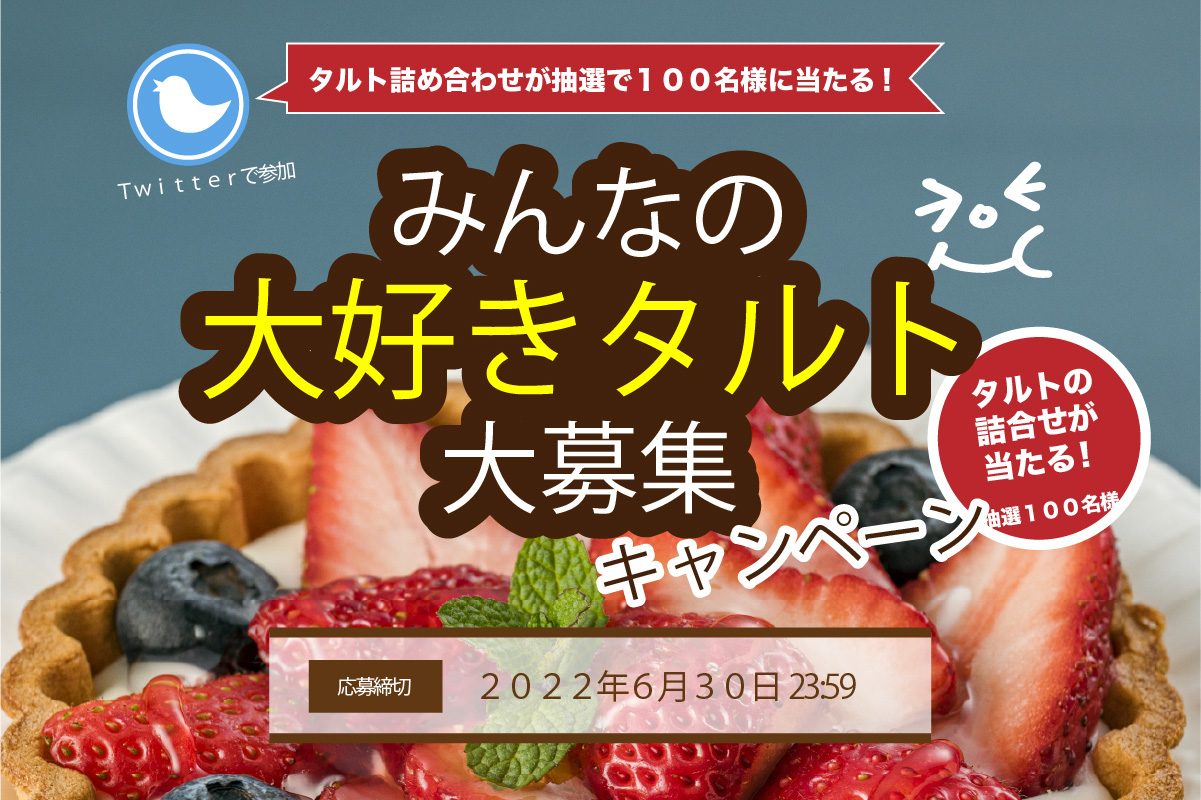 タルト詰め合わせが抽選で１００名様に当たる！
Ｔｗｉｔｔｅｒで参加
みんなの
大好きタルト
大募集
キャンペーン
タルトの
詰合せが
当たる！
抽選１００名様
応募締切　２０２２年６月３０日 23:59